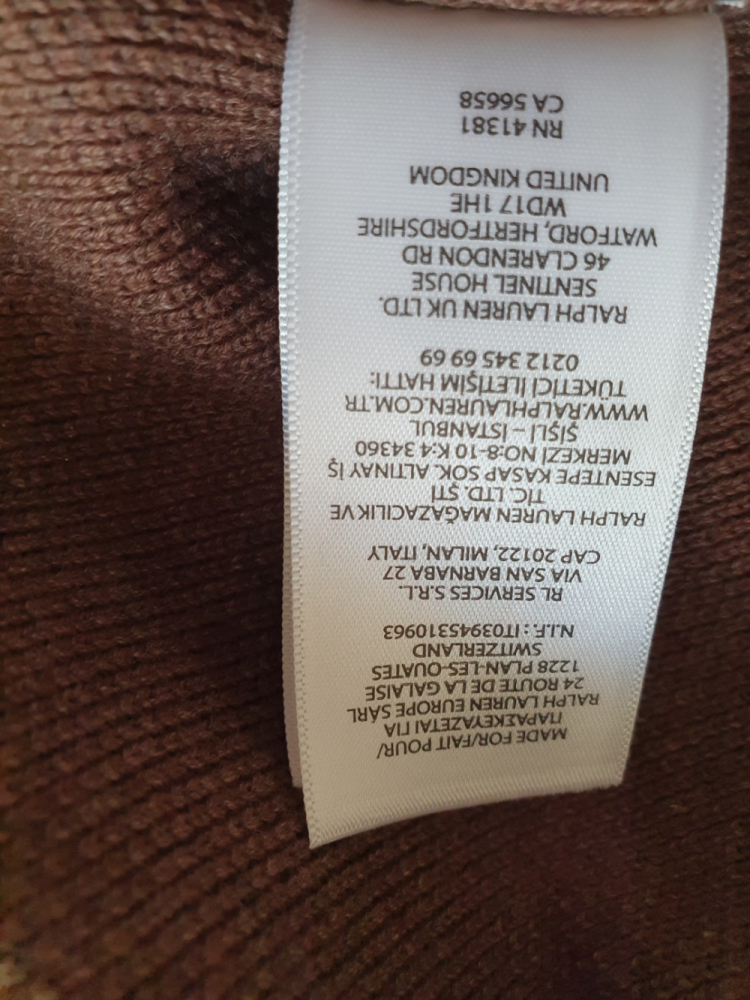 MADE FOR/FAIT POUR/
ΠΑΡΑΣΚΕΥΑΖΕΤΑΙ ΓΙΑ
RALPH LAUREN EUROPE SÀRL
24 ROUTE DE LA GALAISE
1228 PLAN-LES-OUATES
SWITZERLAND
N.I.F.: IT03945310963
RL SERVICES S.R.L.
VIA SAN BARNABA 27
CAP 20122, MILAN, ITALY
RALPH LAUREN MAĞAZACILIK VE
TİC. LTD. ŞTİ
ESENTEPE KASAP SOK. ALTINAY İŞ
MERKEZİ NO:8-10 K:4 34360
ŞİŞLİ – İSTANBUL
WWW.RALPHLAUREN.COM.TR
TÜKETİCİ İLETİŞİM HATTI:
0212 345 69 69
RALPH LAUREN UK LTD.
SENTINEL HOUSE
46 CLARENDON RD
WATFORD, HERTFORDSHIRE
WD17 1HE
UNITED KINGDOM
RN 41381
CA 56658